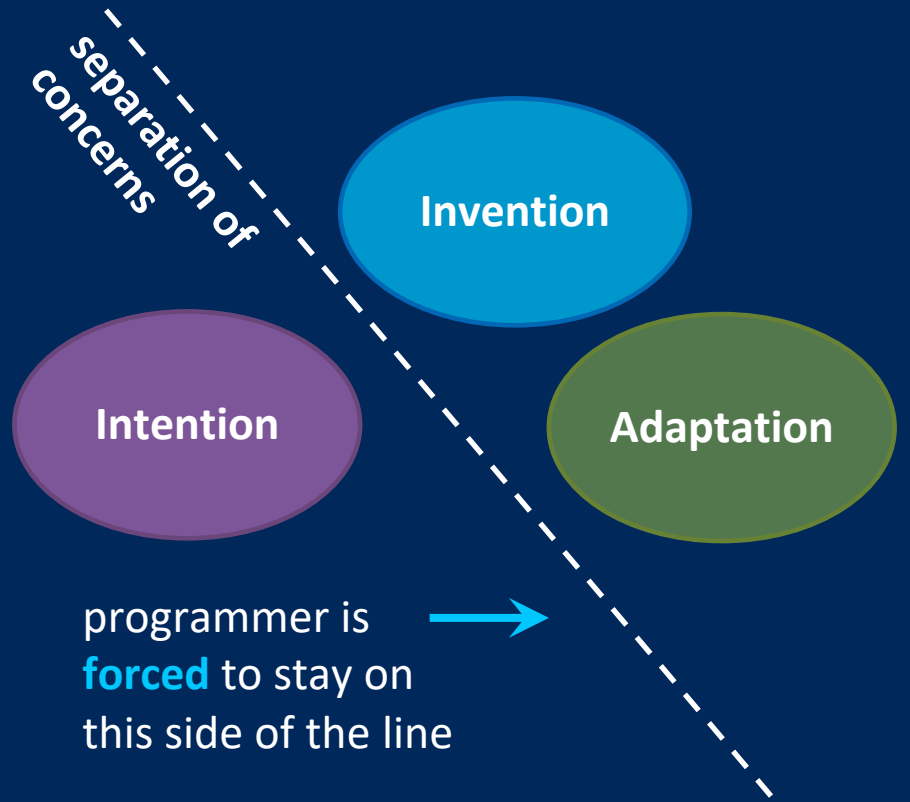 separation of
concerns
Invention
Intention
Adaptation
programmer is
forced to stay on
this side of the line